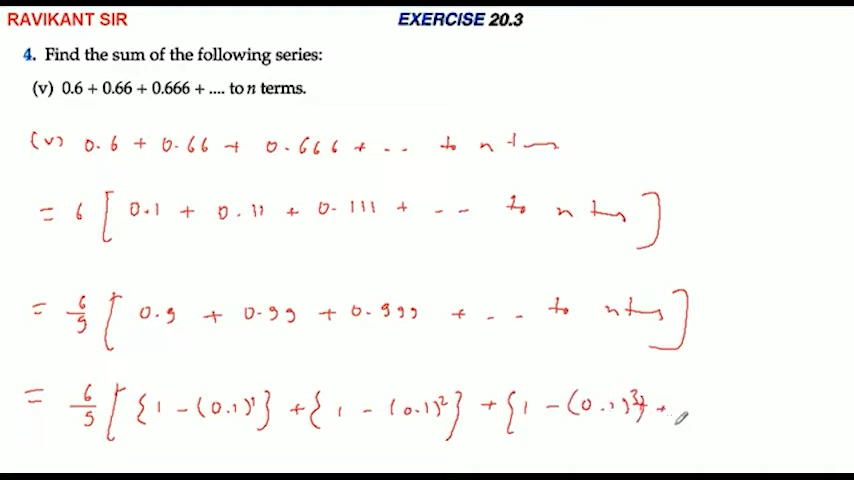 RAVIKANT SIR
EXERCISE 20.3
4. Find the sum of the following series:
(v) 0.6 + 0.66 + 0.666 + .... to n terms.
(v) 0.6 + 0.66 + 0.666 + .. to n
= 6 [ 0.1 + 0.11 + 0.111 + -- to n ]
= 6/9 [ 0.9 + 0.99 + 0.999 + -- to n ]
= 6/9 [ {1 - (0.1)¹} + {1 - (0.1)²} + {1 - (0.1)³} + ..